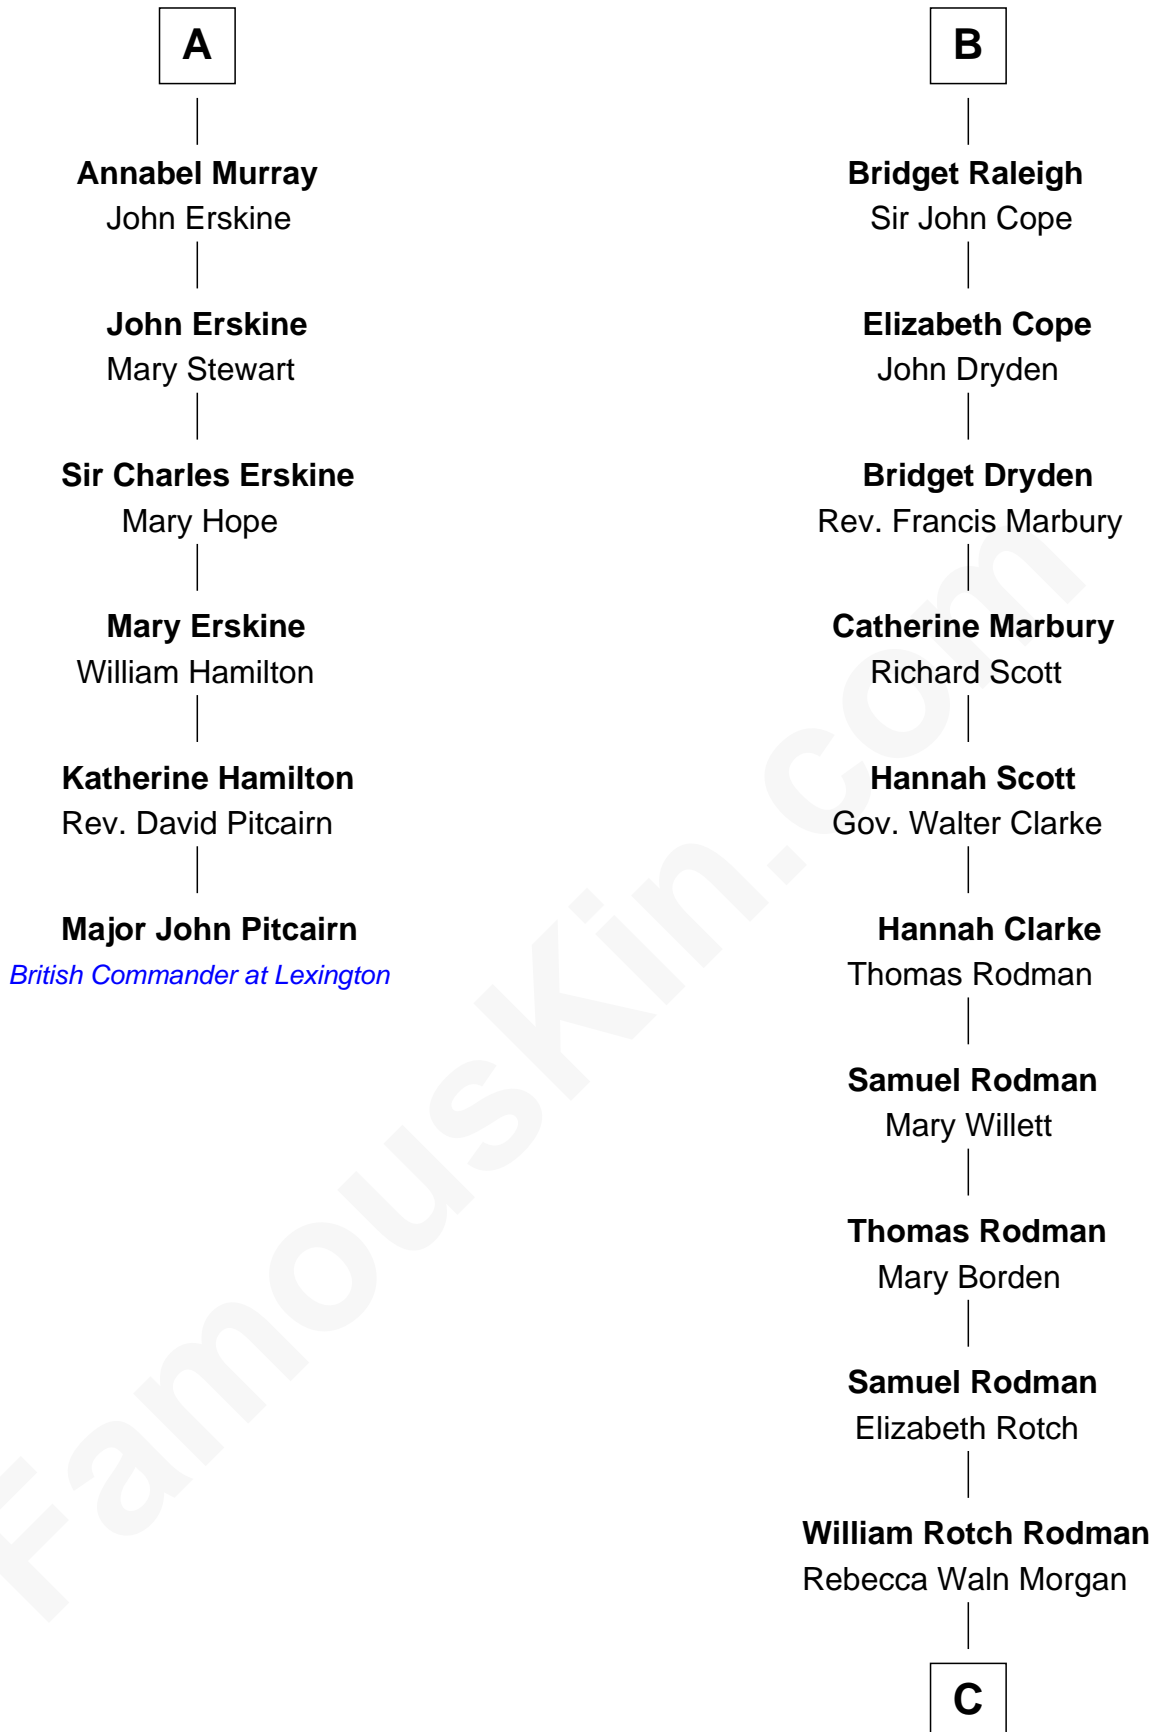 A
Annabel Murray
John Erskine
John Erskine
Mary Stewart
Sir Charles Erskine
Mary Hope
Mary Erskine
William Hamilton
Katherine Hamilton
Rev. David Pitcairn
Major John Pitcairn
British Commander at Lexington
B
Bridget Raleigh
Sir John Cope
Elizabeth Cope
John Dryden
Bridget Dryden
Rev. Francis Marbury
Catherine Marbury
Richard Scott
Hannah Scott
Gov. Walter Clarke
Hannah Clarke
Thomas Rodman
Samuel Rodman
Mary Willett
Thomas Rodman
Mary Borden
Samuel Rodman
Elizabeth Rotch
William Rotch Rodman
Rebecca Waln Morgan
C
FamousKin.com